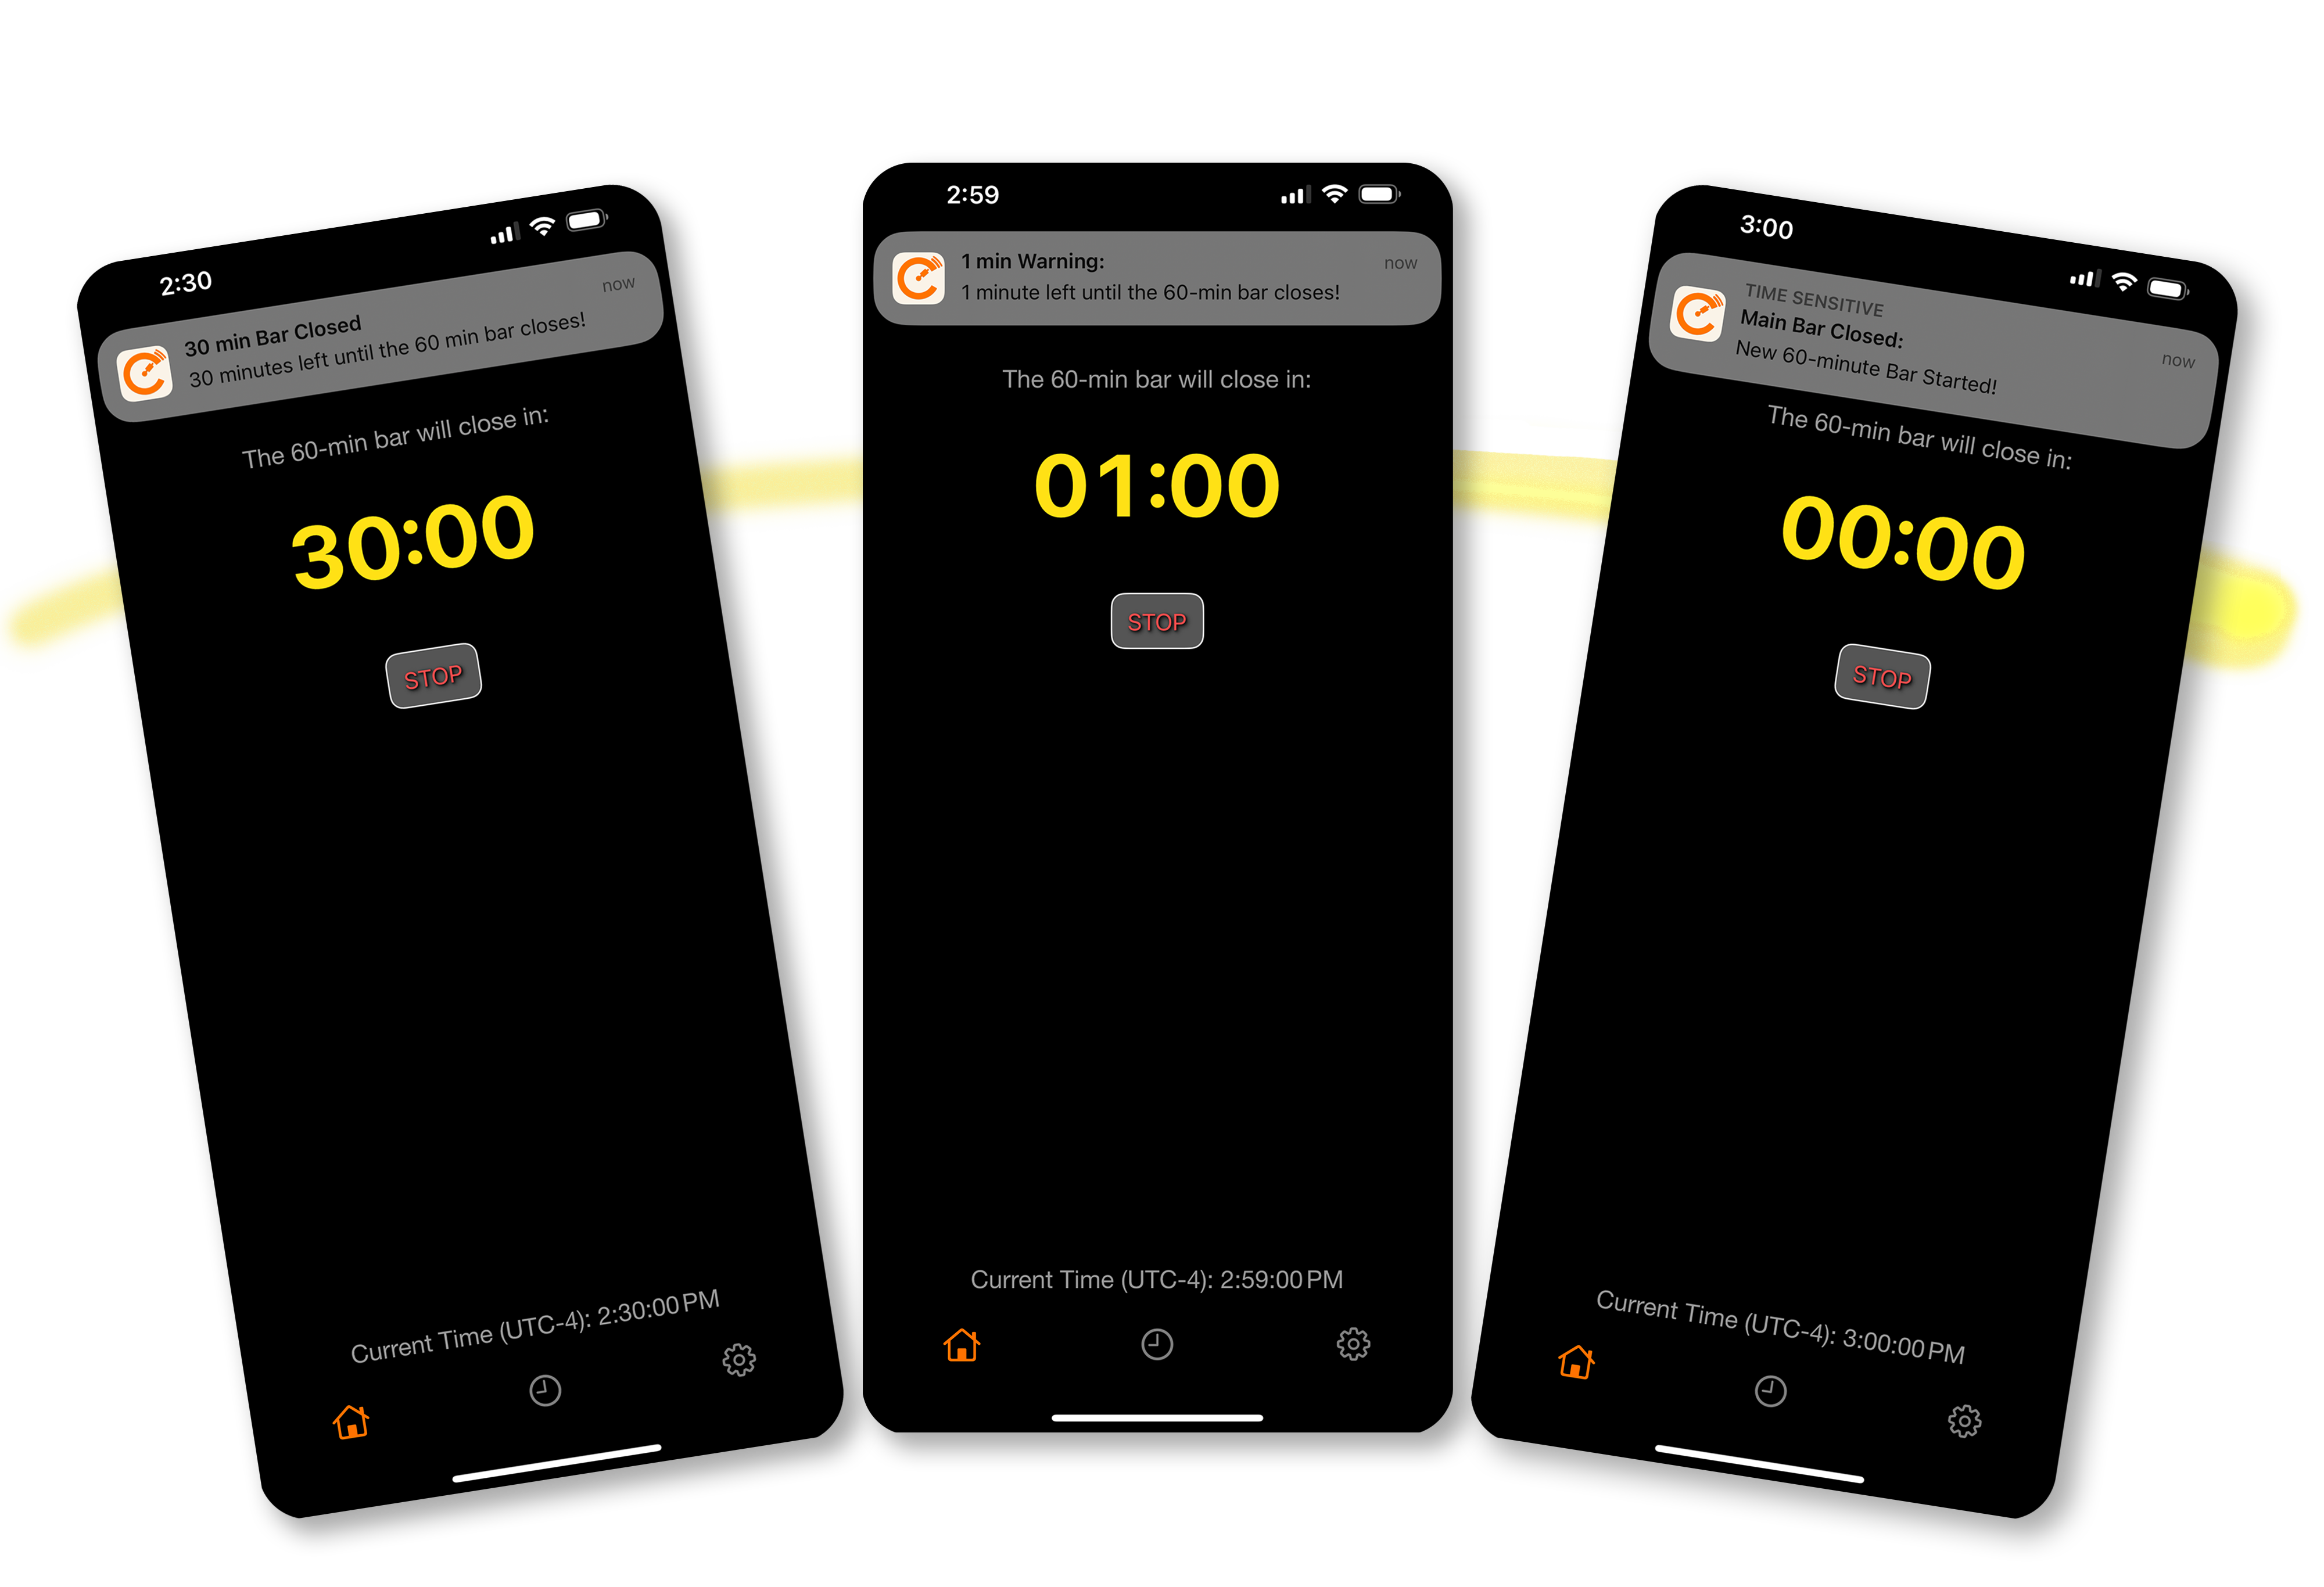 2:30
now
30 min Bar Closed
30 minutes left until the 60 min bar closes!
The 60-min bar will close in:
30:00
STOP
Current Time (UTC-4): 2:30:00 PM
2:59
1 min Warning:
now
1 minute left until the 60-min bar closes!
The 60-min bar will close in:
01:00
STOP
Current Time (UTC-4): 2:59:00 PM
3:00
TIME SENSITIVE
Main Bar Closed:
now
New 60-minute Bar Started!
The 60-min bar will close in:
00:00
STOP
Current Time (UTC-4): 3:00:00 PM